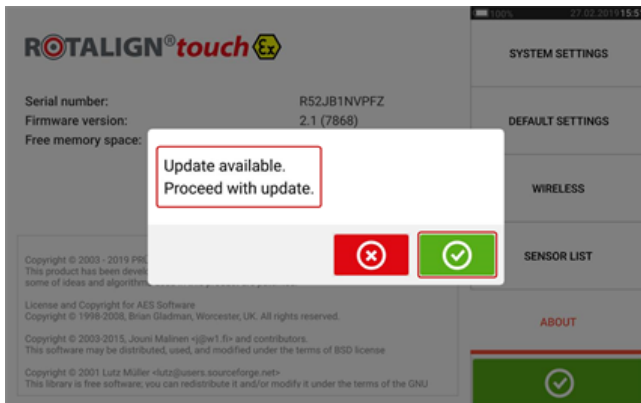 100% 27.02.2019 15:51
ROTALIGN® touch Ex
SYSTEM SETTINGS
Serial number: R52JB1NVPFZ
Firmware version: 2.1 (7868)
DEFAULT SETTINGS
Free memory space:
Update available.
Proceed with update.
WIRELESS
SENSOR LIST
Copyright © 2003 - 2019
This product has been
some of ideas and
License and Copyright for AES Software
Copyright © 1998-2008, Brian Gladman, Worcester, UK. All rights reserved.
ABOUT
Copyright © 2003-2015, Jouni Malinen <j@w1.fi> and contributors.
This software may be distributed, used, and modified under the terms of BSD license
Copyright © 2001 Lutz Müller <lutz@users.sourceforge.net>
This library is free software; you can redistribute it and/or modify it under the terms of the GNU